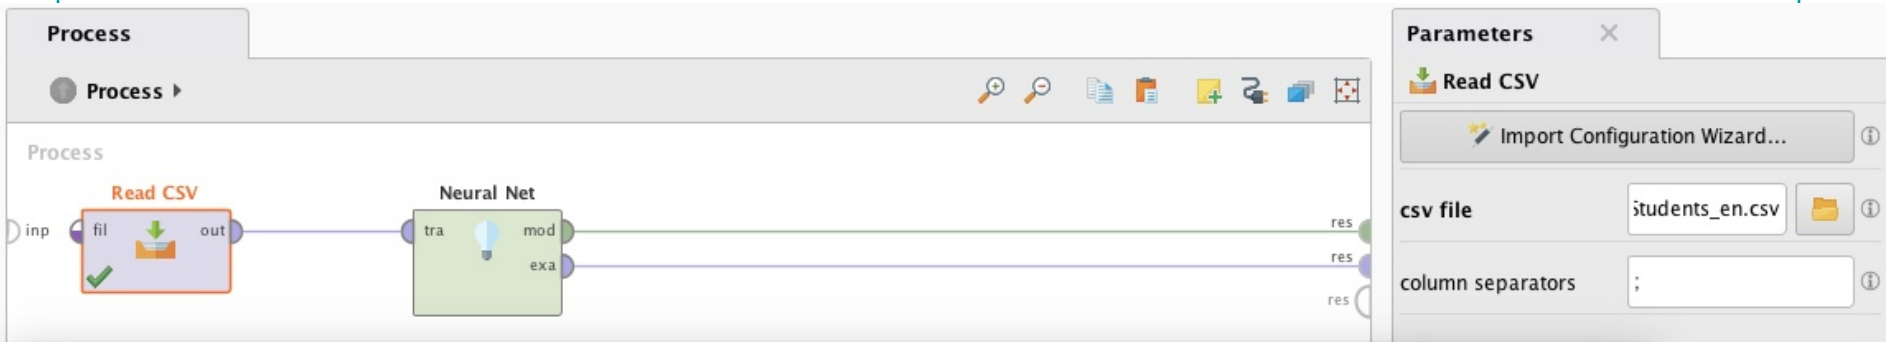 Process
Process
Process
Read CSV
inp
fil
out
Neural Net
tra
mod
exa
res
res
res
Parameters
Read CSV
Import Configuration Wizard...
csv file
Students_en.csv
column separators
;